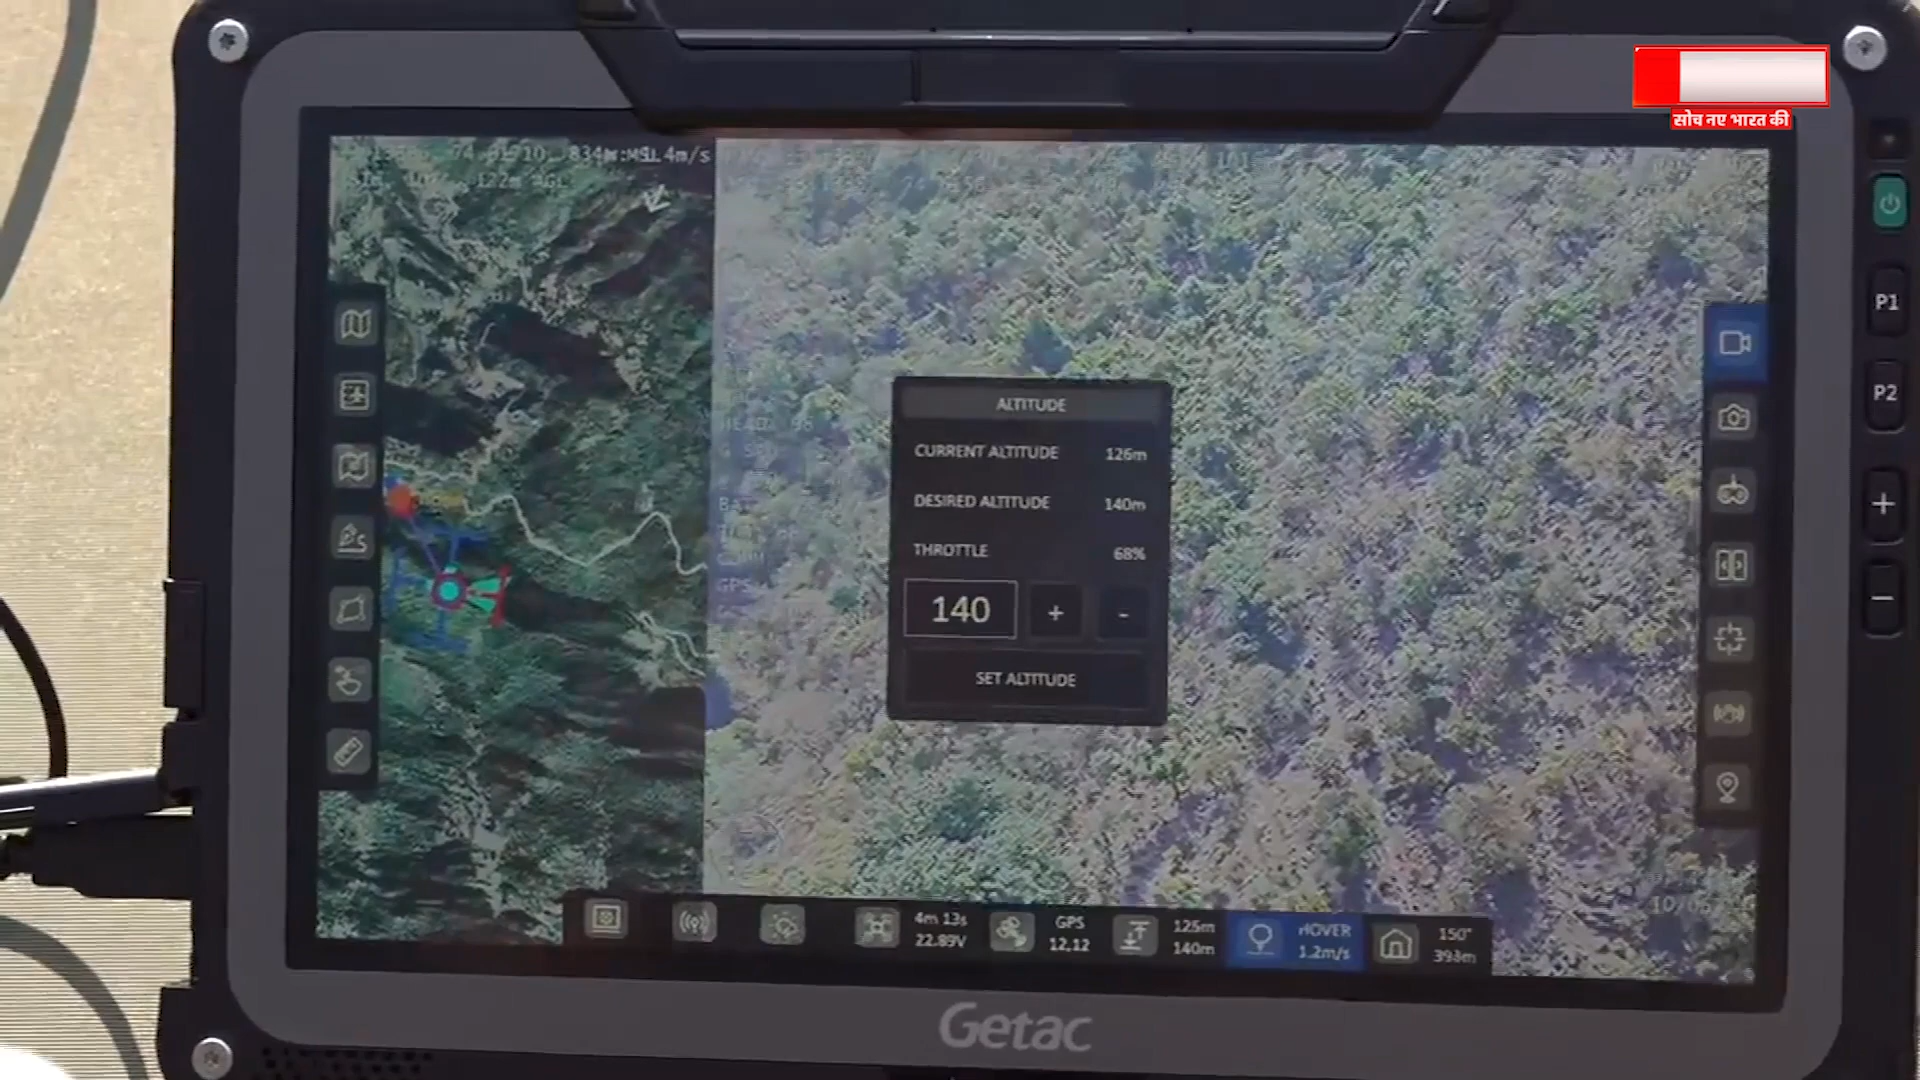 सोच नए भारत की
P1
P2
ALTITUDE
CURRENT ALTITUDE 126m
DESIRED ALTITUDE 140m
THROTTLE 68%
140 + -
SET ALTITUDE
4m 13s
22.89V
GPS
12,12
125m
140m
HOVER
1.2m/s
150°
393m
Getac